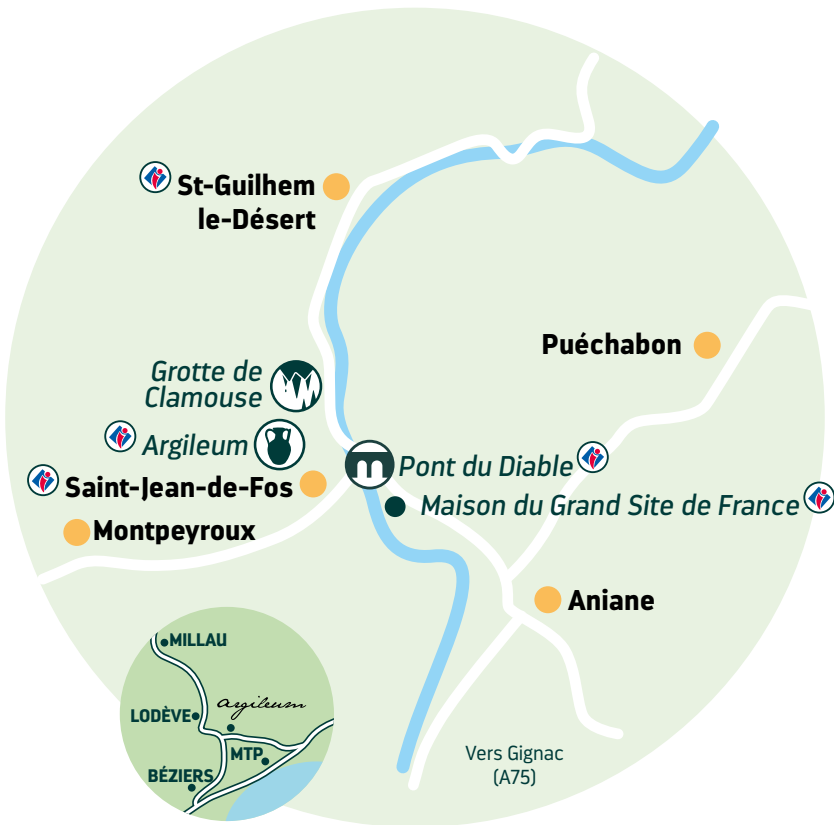 St-Guilhem
le-Désert
Puéchabon
Grotte de
Clamouse
Argileum
Pont du Diable
Saint-Jean-de-Fos
Maison du Grand Site de France
Montpeyroux
Aniane
MILLAU
argileum
LODÈVE
MTP
BÉZIERS
Vers Gignac
(A75)